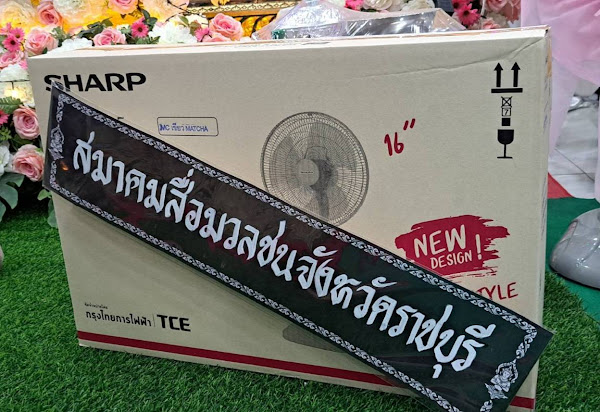 NEW
SHARP
MC เขียว MATCHA
16"
สมาคมสื่อมวลชนจังหวัดราชบุรี
NEW
DESIGN!
STYLE
กรุงไทยการไฟฟ้า | TCE